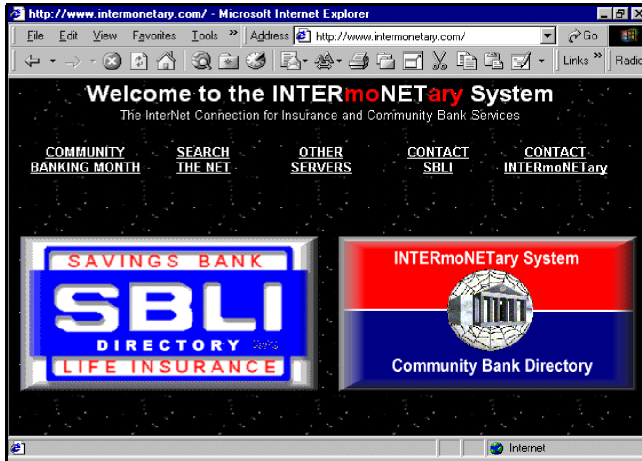 http://www.intermonetary.com/ - Microsoft Internet Explorer
File Edit View Favorites Tools » Address http://www.intermonetary.com/ Go
Links » Radio
Welcome to the INTERmoNETary System
The InterNet Connection for Insurance and Community Bank Services
COMMUNITY BANKING MONTH
SEARCH THE NET
OTHER SERVERS
CONTACT SBLI
CONTACT INTERmoNETary
SAVINGS BANK
SBLI
DIRECTORY
LIFE INSURANCE
INTERmoNETary System
Community Bank Directory
Internet